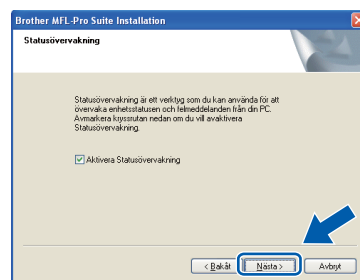 Brother MFL-Pro Suite Installation
Statusövervakning
Statusövervakning är ett verktyg som du kan använda för att
övervaka enhetsstatusen och felmeddelanden från din PC.
Avmarkera kryssrutan nedan om du vill avaktivera
Statusövervakning.
Aktivera Statusövervakning
< Bakåt Nästa > Avbryt